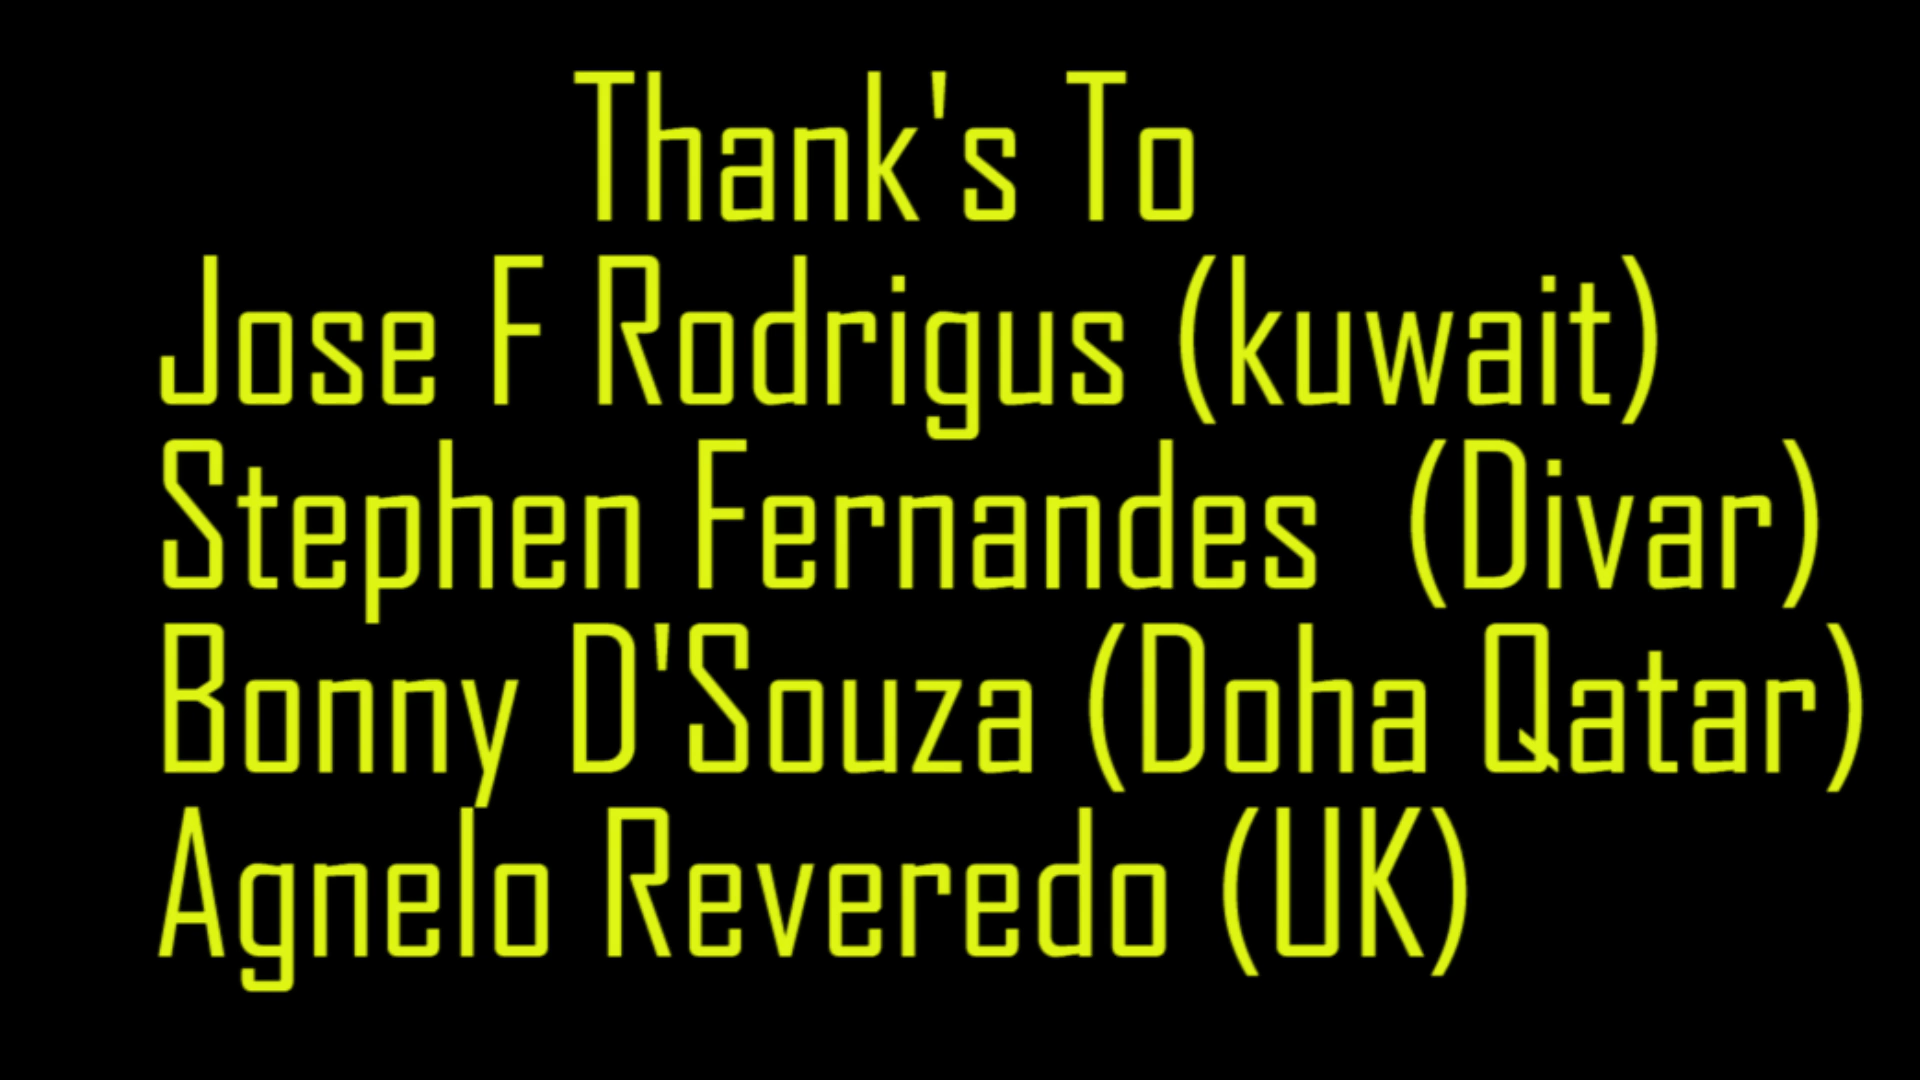 Thank's To
Jose F Rodrigus (kuwait)
Stephen Fernandes (Divar)
Bonny D'Souza (Doha Qatar)
Agnelo Reveredo (UK)